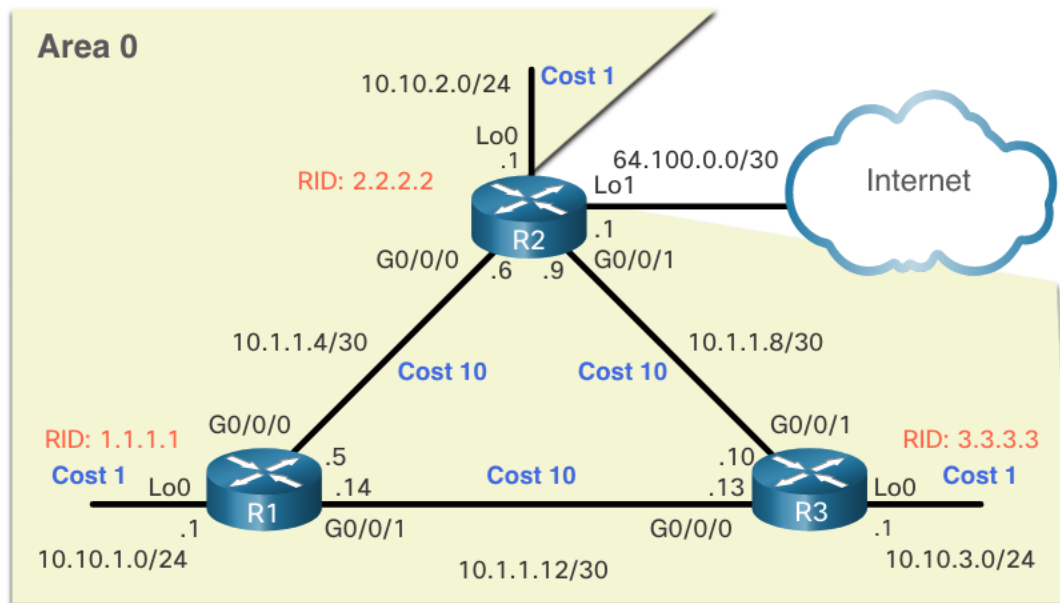 Area 0
10.10.2.0/24
Cost 1
Lo0
.1
64.100.0.0/30
Internet
RID: 2.2.2.2
Lo1
R2
.1
G0/0/0
.6
.9
G0/0/1
10.1.1.4/30
10.1.1.8/30
Cost 10
Cost 10
RID: 1.1.1.1
G0/0/0
G0/0/1
RID: 3.3.3.3
Cost 1
Lo0
.5
.14
Cost 10
.10
.13
Lo0
Cost 1
.1
R1
G0/0/1
G0/0/0
R3
.1
10.10.1.0/24
10.1.1.12/30
10.10.3.0/24